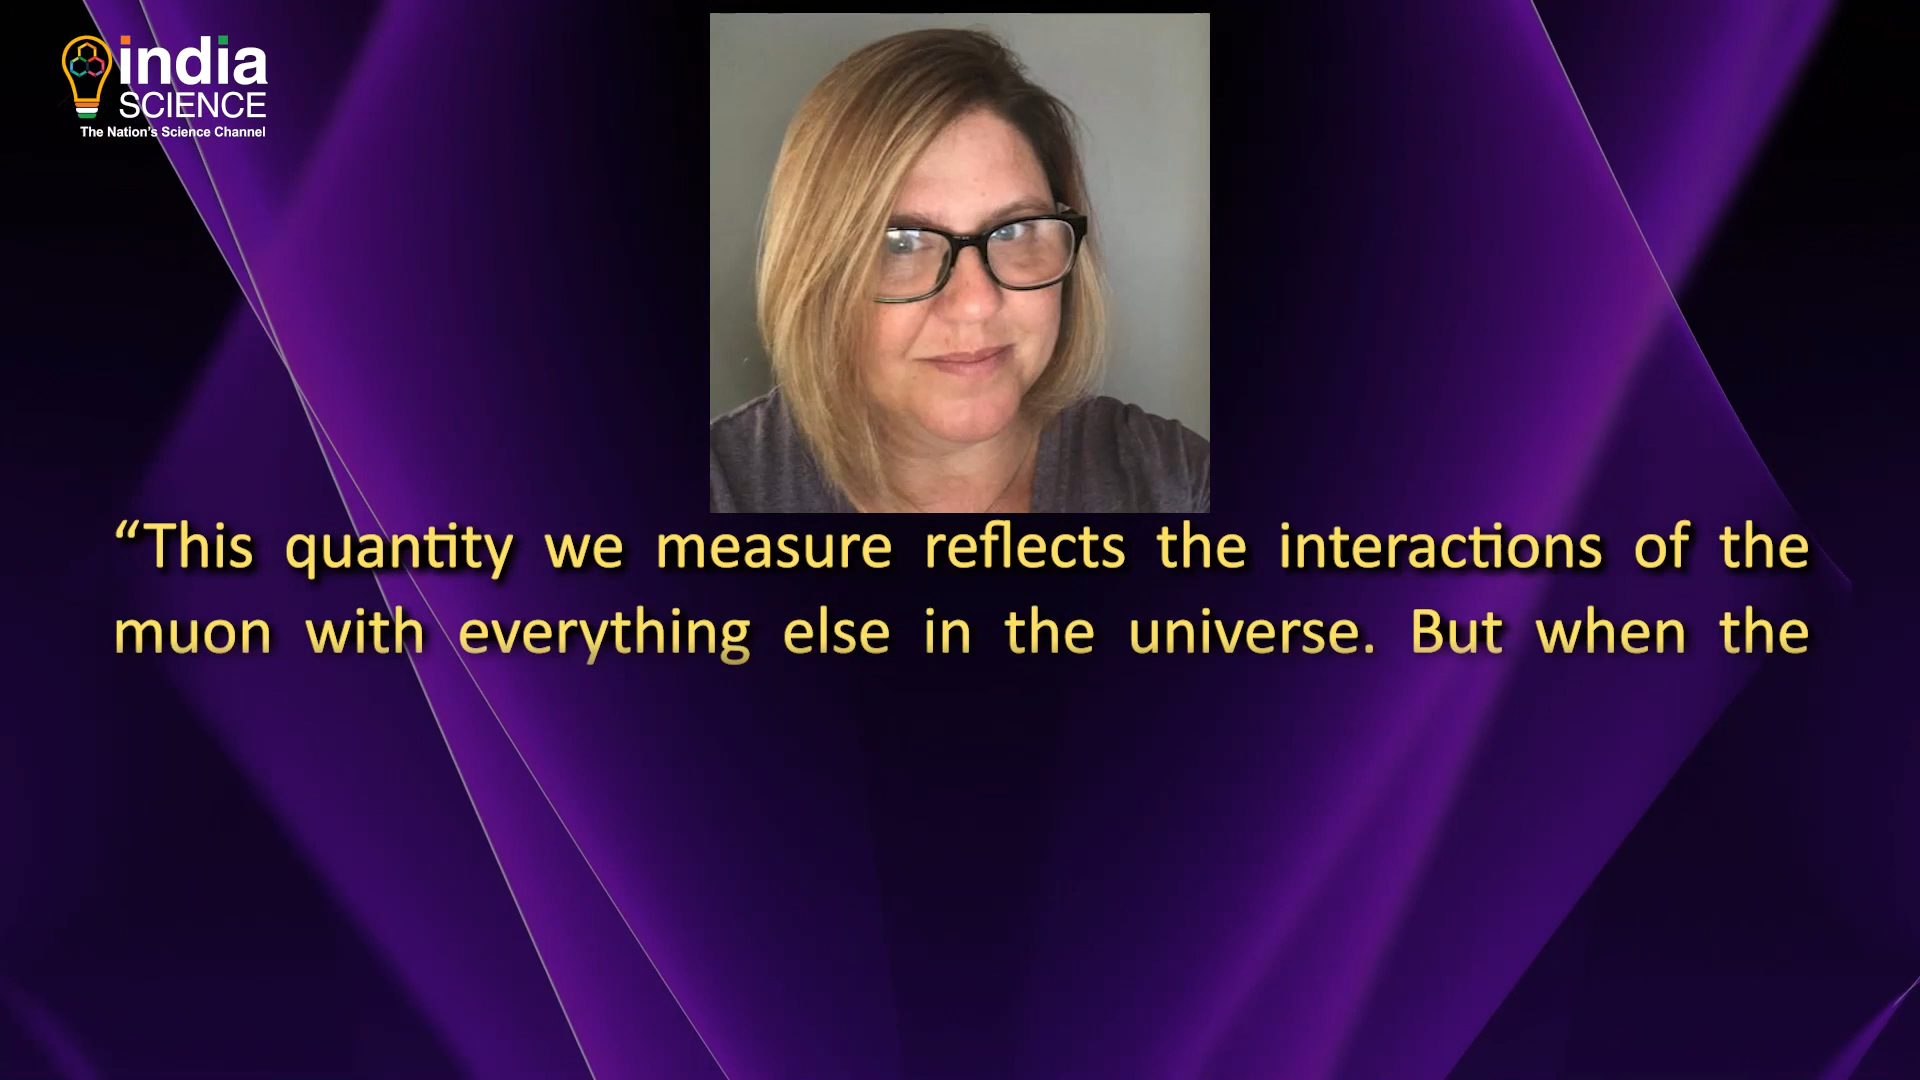 india
SCIENCE
The Nation's Science Channel
“This quantity we measure reflects the interactions of the
muon with everything else in the universe. But when the